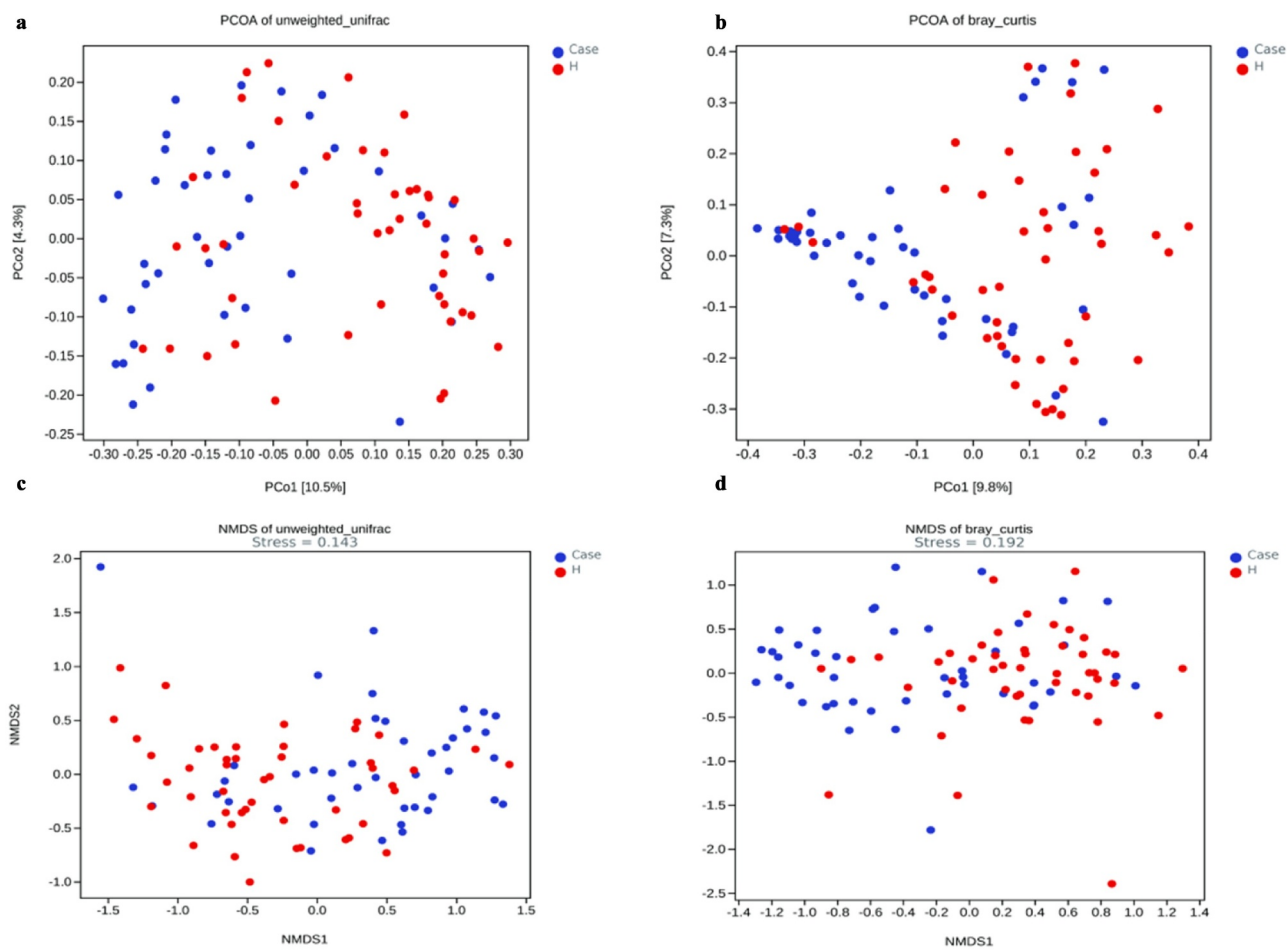 a
PCOA of unweighted_unifrac
Case
H
0.20
0.15
0.10
0.05
0.00
-0.05
-0.10
-0.15
-0.20
-0.25
PCo2 [4.3%]
-0.30 -0.25 -0.20 -0.15 -0.10 -0.05 0.00 0.05 0.10 0.15 0.20 0.25 0.30
PCo1 [10.5%]
b
PCOA of bray_curtis
Case
H
0.4
0.3
0.2
0.1
0.0
-0.1
-0.2
-0.3
PCo2 [7.3%]
-0.4 -0.3 -0.2 -0.1 0.0 0.1 0.2 0.3 0.4
PCo1 [9.8%]
c
NMDS of unweighted_unifrac
Stress = 0.143
Case
H
2.0
1.5
1.0
0.5
0.0
-0.5
-1.0
NMDS2
-1.5 -1.0 -0.5 0.0 0.5 1.0 1.5
NMDS1
d
NMDS of bray_curtis
Stress = 0.192
Case
H
1.0
0.5
0.0
-0.5
-1.0
-1.5
-2.0
-2.5
-1.4 -1.2 -1.0 -0.8 -0.6 -0.4 -0.2 0.0 0.2 0.4 0.6 0.8 1.0 1.2 1.4
NMDS1